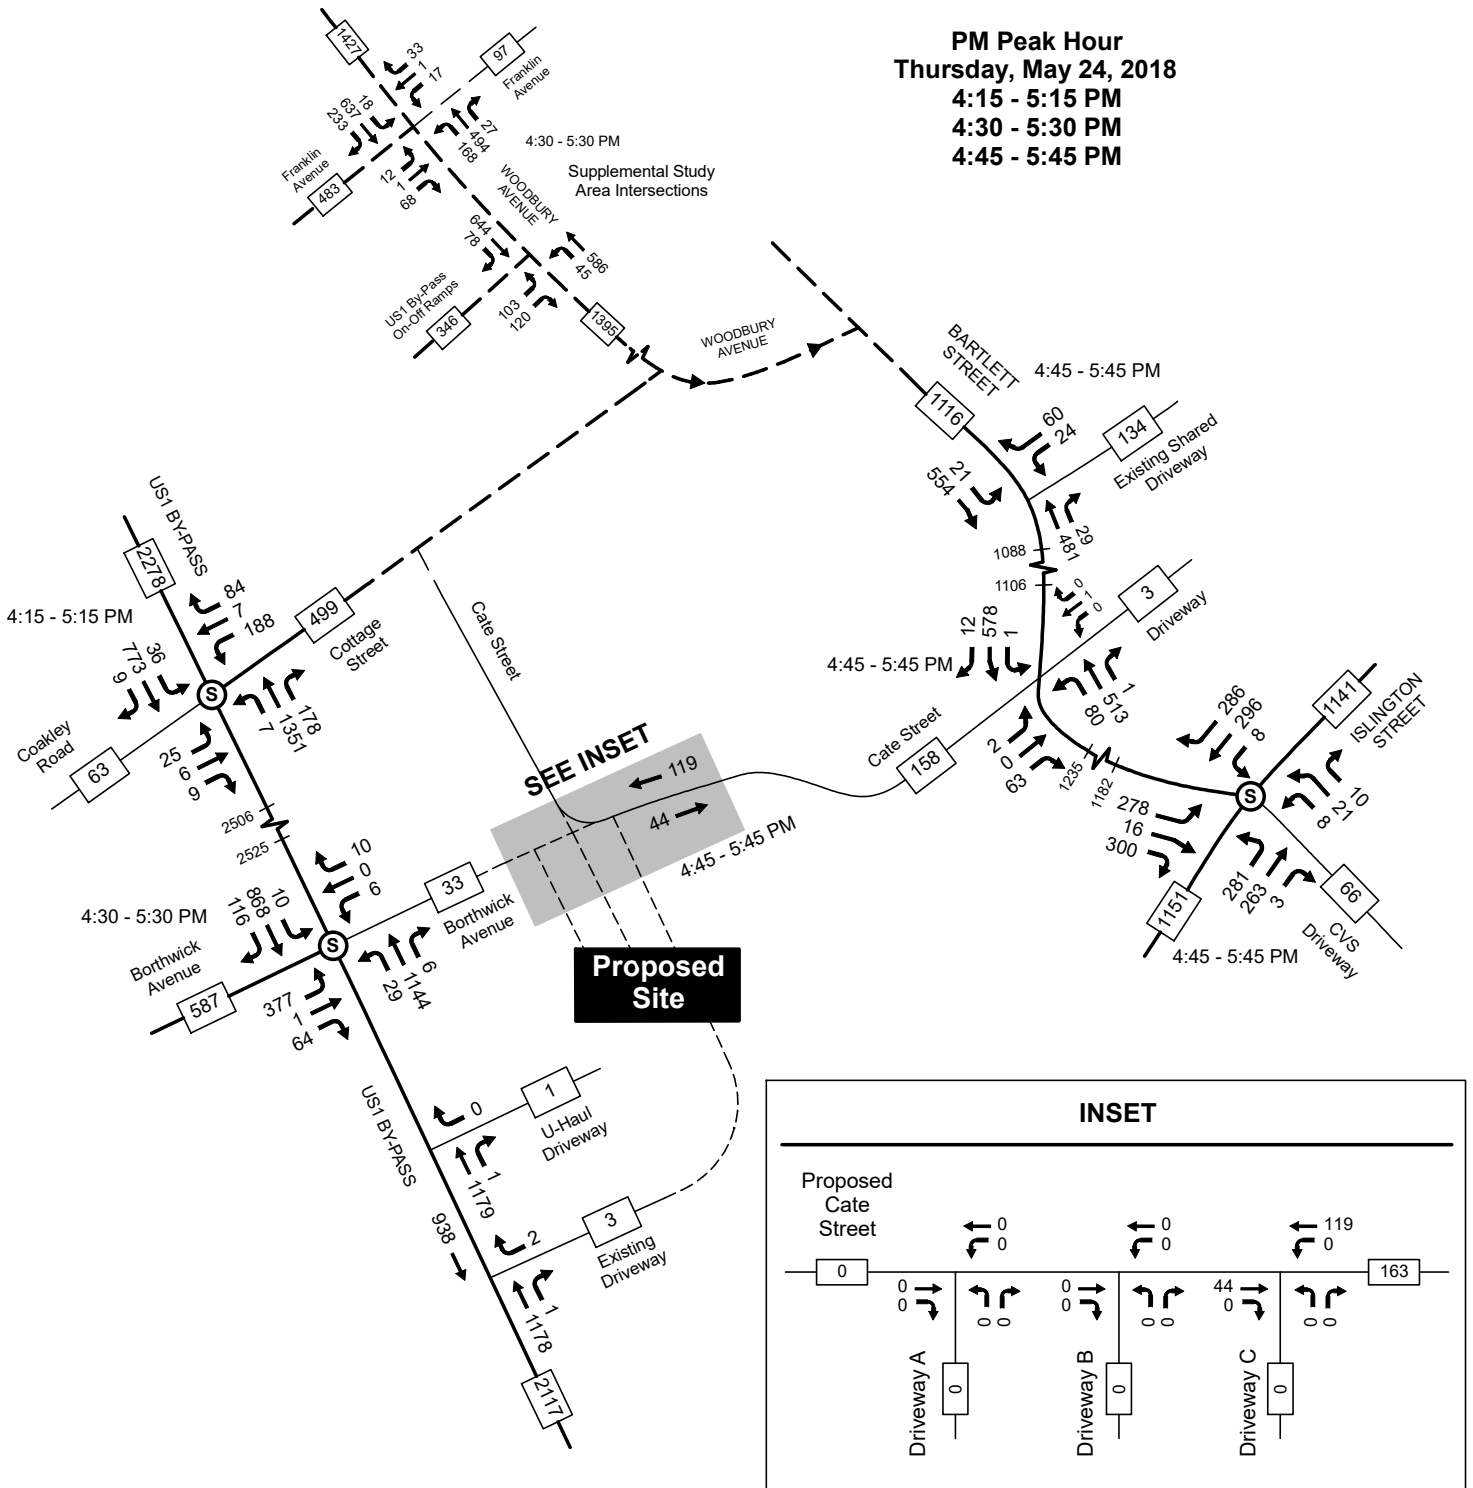 PM Peak Hour
Thursday, May 24, 2018
4:15 - 5:15 PM
4:30 - 5:30 PM
4:45 - 5:45 PM
1427
33
1
17
97
Franklin
Avenue
18
637
233
27
494
168
4:30 - 5:30 PM
Supplemental Study
Area Intersections
Franklin
Avenue
483
12
1
68
WOODBURY
AVENUE
644
78
586
45
US1 By-Pass
On-Off Ramps
346
103
120
1395
WOODBURY
AVENUE
BARTLETT
STREET
4:45 - 5:45 PM
1116
60
24
134
Existing Shared
Driveway
21
554
481
29
1088
1106
0
1
0
3
Driveway
12
578
1
4:45 - 5:45 PM
1
513
80
Cate Street
158
2
0
63
1235
1182
286
296
8
1141
ISLINGTON
STREET
278
16
300
10
21
8
281
263
3
1151
66
CVS
Driveway
4:45 - 5:45 PM
US1 BY-PASS
2278
4:15 - 5:15 PM
84
7
188
499
Cottage
Street
Cate Street
36
773
9
S
178
1351
7
Coakley
Road
63
25
6
9
2506
2525
SEE INSET
119
44
4:45 - 5:45 PM
10
0
6
33
Borthwick
Avenue
4:30 - 5:30 PM
10
868
116
S
S
6
1144
29
Borthwick
Avenue
587
377
1
64
Proposed
Site
US1 BY-PASS
0
1
U-Haul
Driveway
1
1179
938
2
3
Existing
Driveway
1
1178
2117
INSET
Proposed
Cate
Street
0
0
0
0
0
119
0
0
163
0
0
0
0
44
0
0
0
0
0
0
0
Driveway A
0
Driveway B
0
Driveway C
0